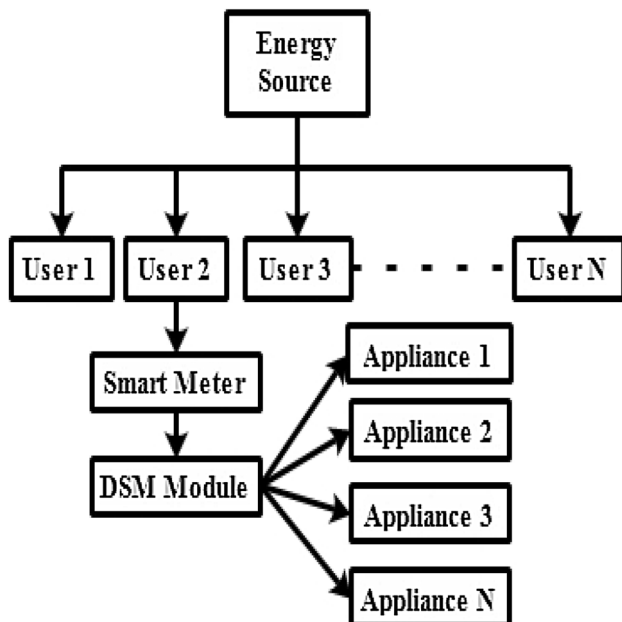 Energy
Source
User 1
User 2
User 3
User N
Smart Meter
DSM Module
Appliance 1
Appliance 2
Appliance 3
Appliance N